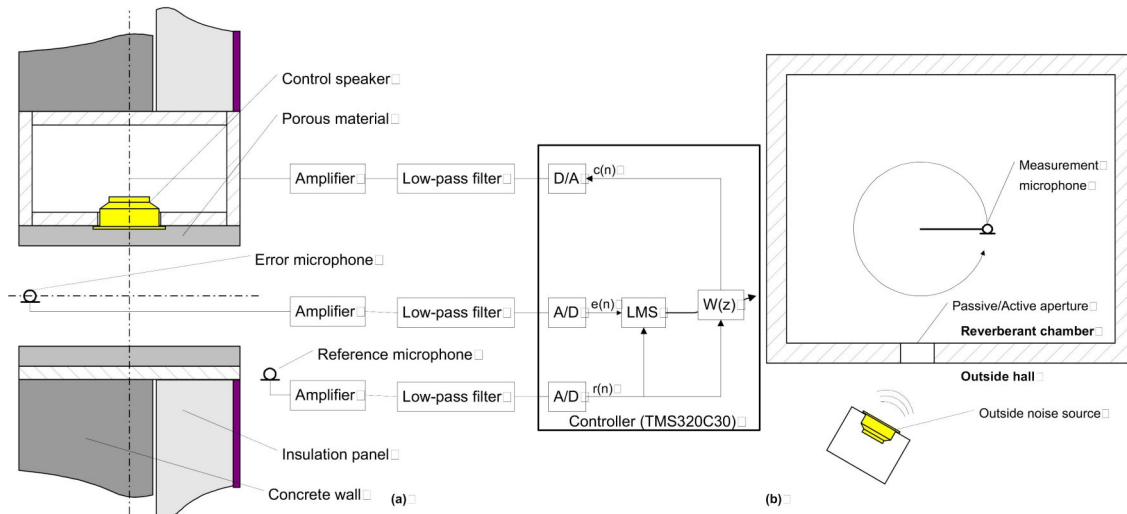 Control speaker
Porous material
Amplifier
Low-pass filter
D/A
c(n)
Error microphone
Amplifier
Low-pass filter
A/D
e(n)
LMS
W(z)
Reference microphone
Amplifier
Low-pass filter
A/D
r(n)
Controller (TMS320C30)
Insulation panel
Concrete wall
(a)
Measurement
microphone
Passive/Active aperture
Reverberant chamber
Outside hall
Outside noise source
(b)